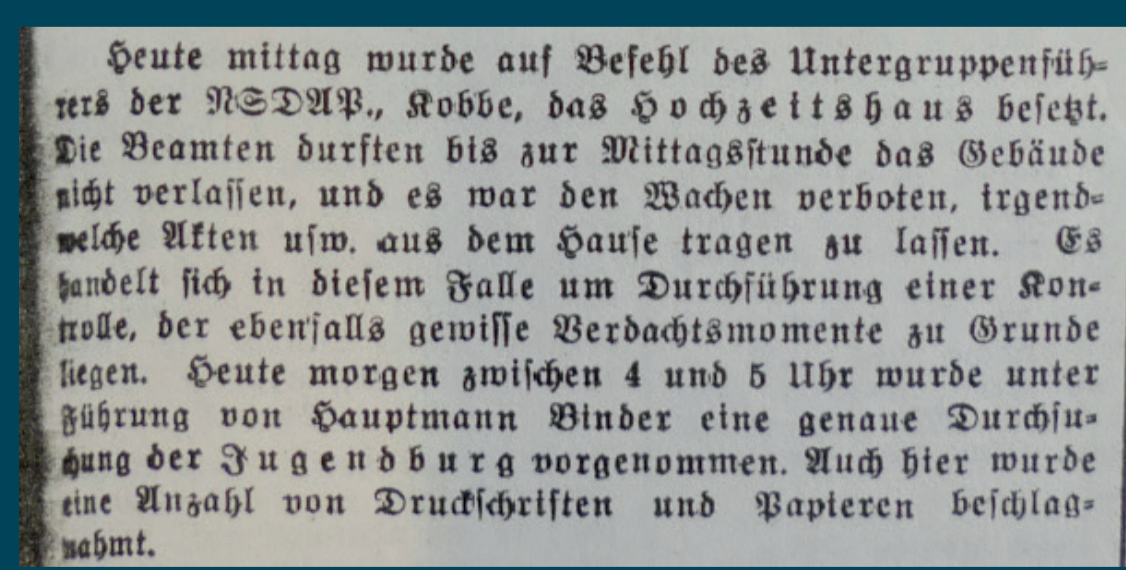 Heute mittag wurde auf Befehl des Untergruppenfüh-
rers der NSDAP., Kobbe, das Hochzeitshaus besetzt.
Die Beamten durften bis zur Mittagsstunde das Gebäude
nicht verlassen, und es war den Wachen verboten, irgend-
welche Akten usw. aus dem Hause tragen zu lassen. Es
handelt sich in diesem Falle um Durchführung einer Kon-
trolle, der ebenfalls gewisse Verdachtsmomente zu Grunde
liegen. Heute morgen zwischen 4 und 5 Uhr wurde unter
Führung von Hauptmann Binder eine genaue Durchsu-
chung der Jugendburg vorgenommen. Auch hier wurde
eine Anzahl von Druckschriften und Papieren beschlag-
nahmt.